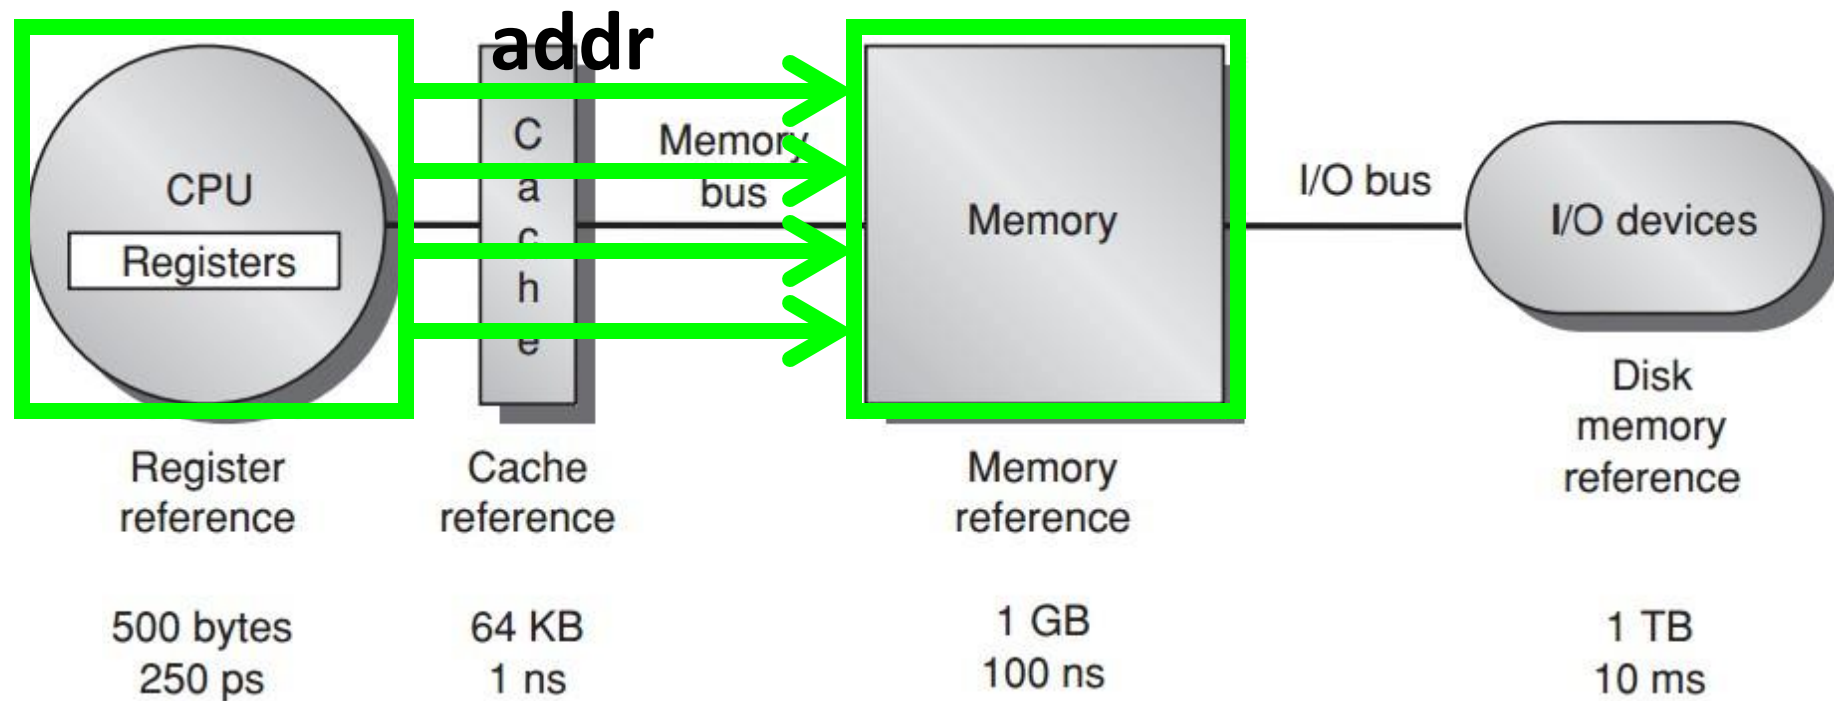 addr
CPU
Registers
C
a
c
h
e
Memory
bus
Memory
I/O bus
I/O devices
Register
reference
Cache
reference
Memory
reference
Disk
memory
reference
500 bytes
250 ps
64 KB
1 ns
1 GB
100 ns
1 TB
10 ms